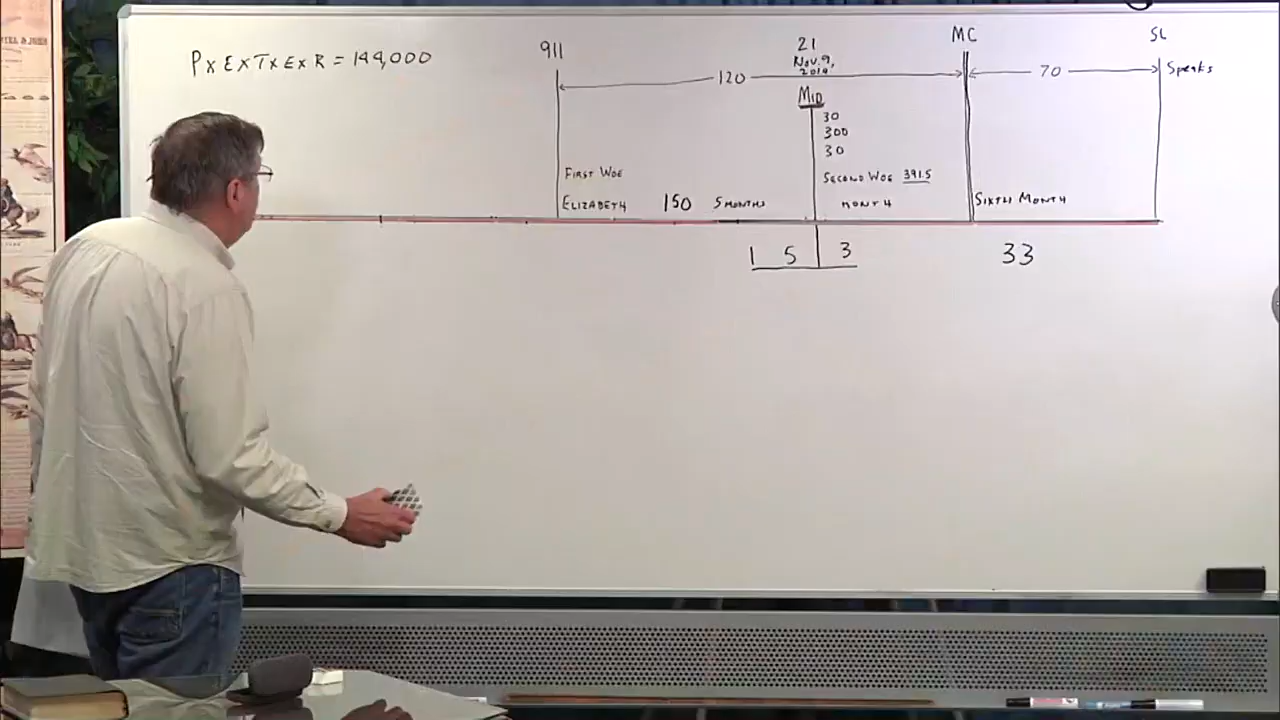 P x E x T x E x R = 144,000
911
21
Nov. 9,
2019
MC
SL
120
70
Speaks
MID
30
300
30
FIRST WOE
SECOND WOE 391.5
ELIZABETH 150 5 MONTHS
MONTH
SIXTH MONTH
1 5 3
33